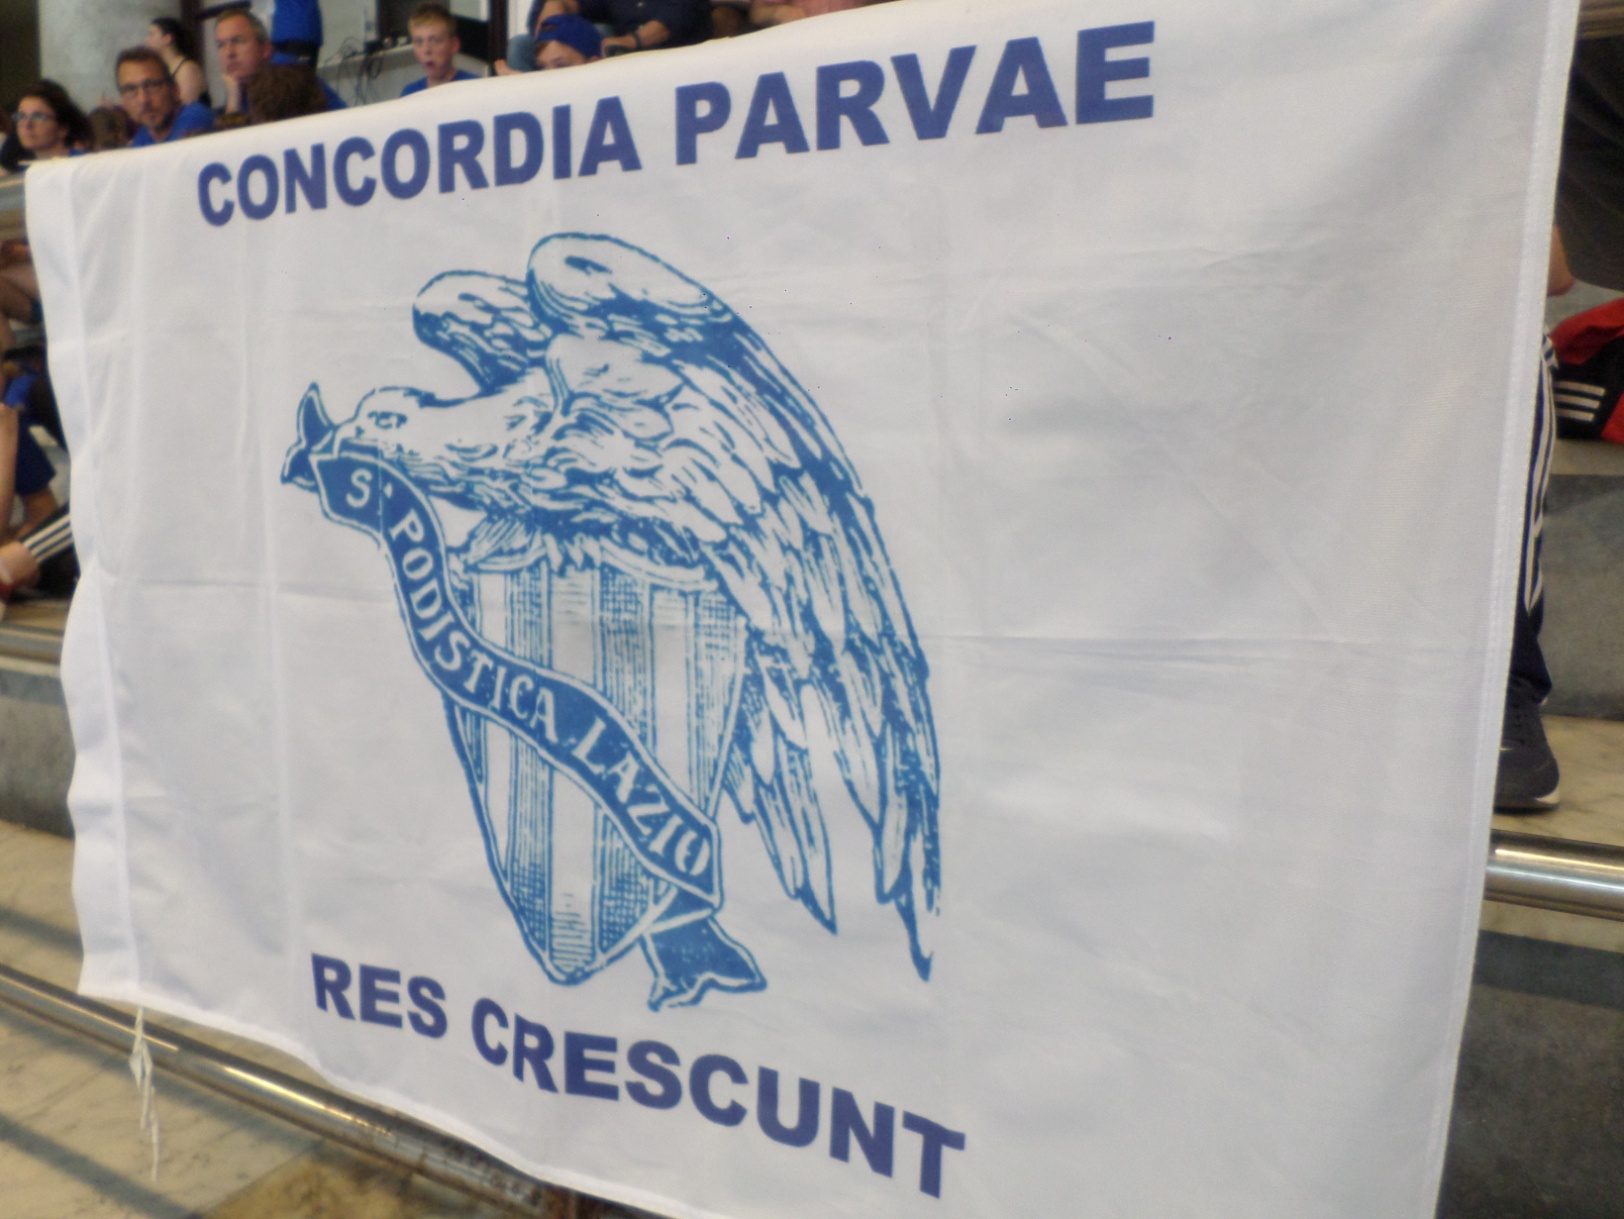 CONCORDIA PARVAE
S. PODISTICA LAZIO
RES CRESCUNT